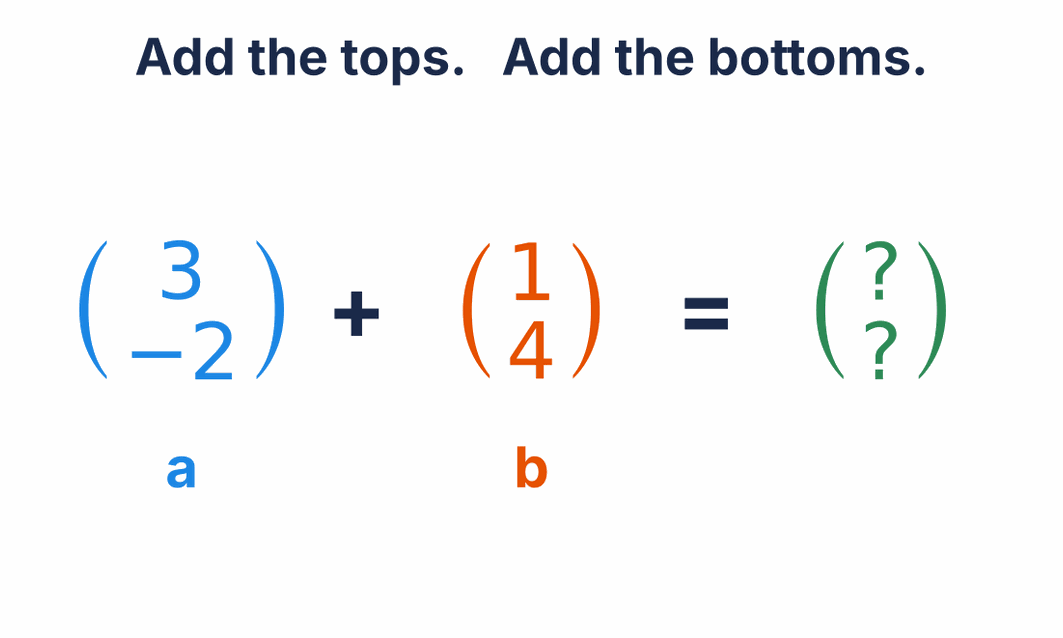 Add the tops. Add the bottoms.
( 3 −2 ) + ( 1 4 ) = ( ? ? )
a b